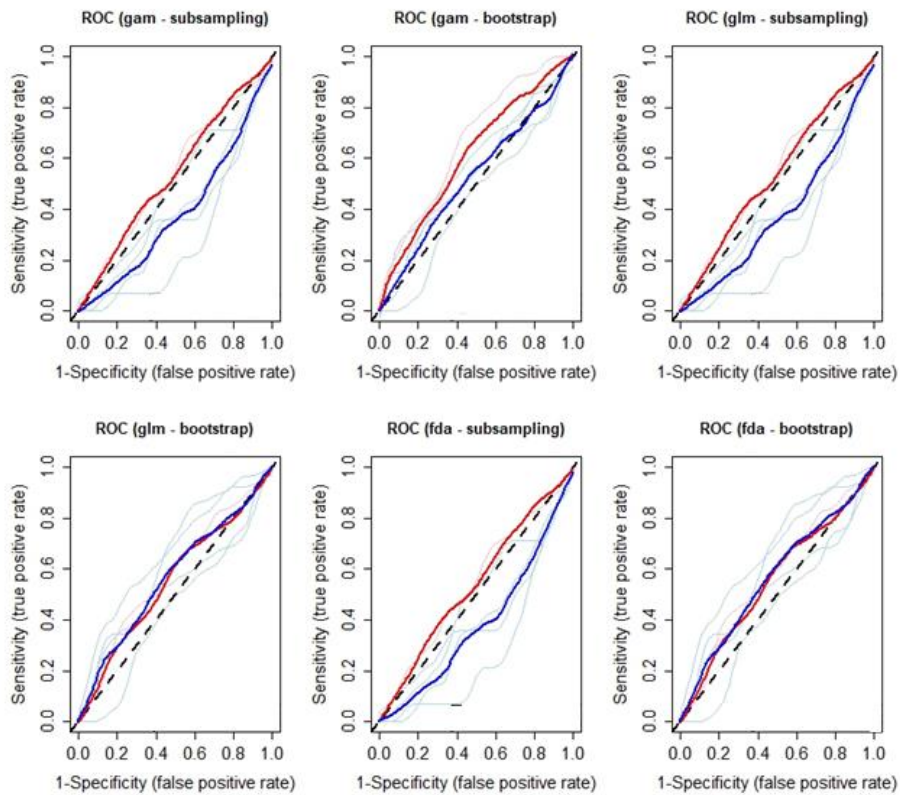 ROC (gam - subsampling)
ROC (gam - bootstrap)
ROC (glm - subsampling)
Sensitivity (true positive rate)
0.0 0.2 0.4 0.6 0.8 1.0
0.0 0.2 0.4 0.6 0.8 1.0
1-Specificity (false positive rate)
Sensitivity (true positive rate)
0.0 0.2 0.4 0.6 0.8 1.0
0.0 0.2 0.4 0.6 0.8 1.0
1-Specificity (false positive rate)
Sensitivity (true positive rate)
0.0 0.2 0.4 0.6 0.8 1.0
0.0 0.2 0.4 0.6 0.8 1.0
1-Specificity (false positive rate)
ROC (glm - bootstrap)
ROC (fda - subsampling)
ROC (fda - bootstrap)
Sensitivity (true positive rate)
0.0 0.2 0.4 0.6 0.8 1.0
0.0 0.2 0.4 0.6 0.8 1.0
1-Specificity (false positive rate)
Sensitivity (true positive rate)
0.0 0.2 0.4 0.6 0.8 1.0
0.0 0.2 0.4 0.6 0.8 1.0
1-Specificity (false positive rate)
Sensitivity (true positive rate)
0.0 0.2 0.4 0.6 0.8 1.0
0.0 0.2 0.4 0.6 0.8 1.0
1-Specificity (false positive rate)